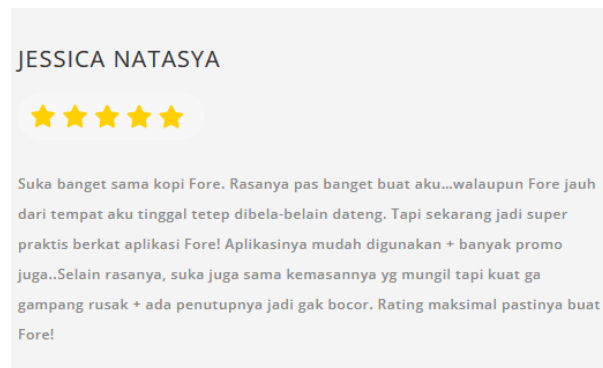 JESSICA NATASYA
Suka banget sama kopi Fore. Rasanya pas banget buat aku...walaupun Fore jauh
dari tempat aku tinggal tetep dibela-belain dateng. Tapi sekarang jadi super
praktis berkat aplikasi Fore! Aplikasinya mudah digunakan + banyak promo
juga..Selain rasanya, suka juga sama kemasannya yg mungil tapi kuat ga
gampang rusak + ada penutupnya jadi gak bocor. Rating maksimal pastinya buat
Fore!